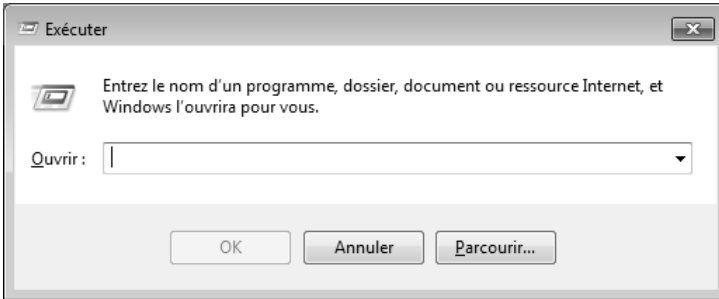 Exécuter
Entrez le nom d'un programme, dossier, document ou ressource Internet, et
Windows l'ouvrira pour vous.
Ouvrir :
OK Annuler Parcourir...